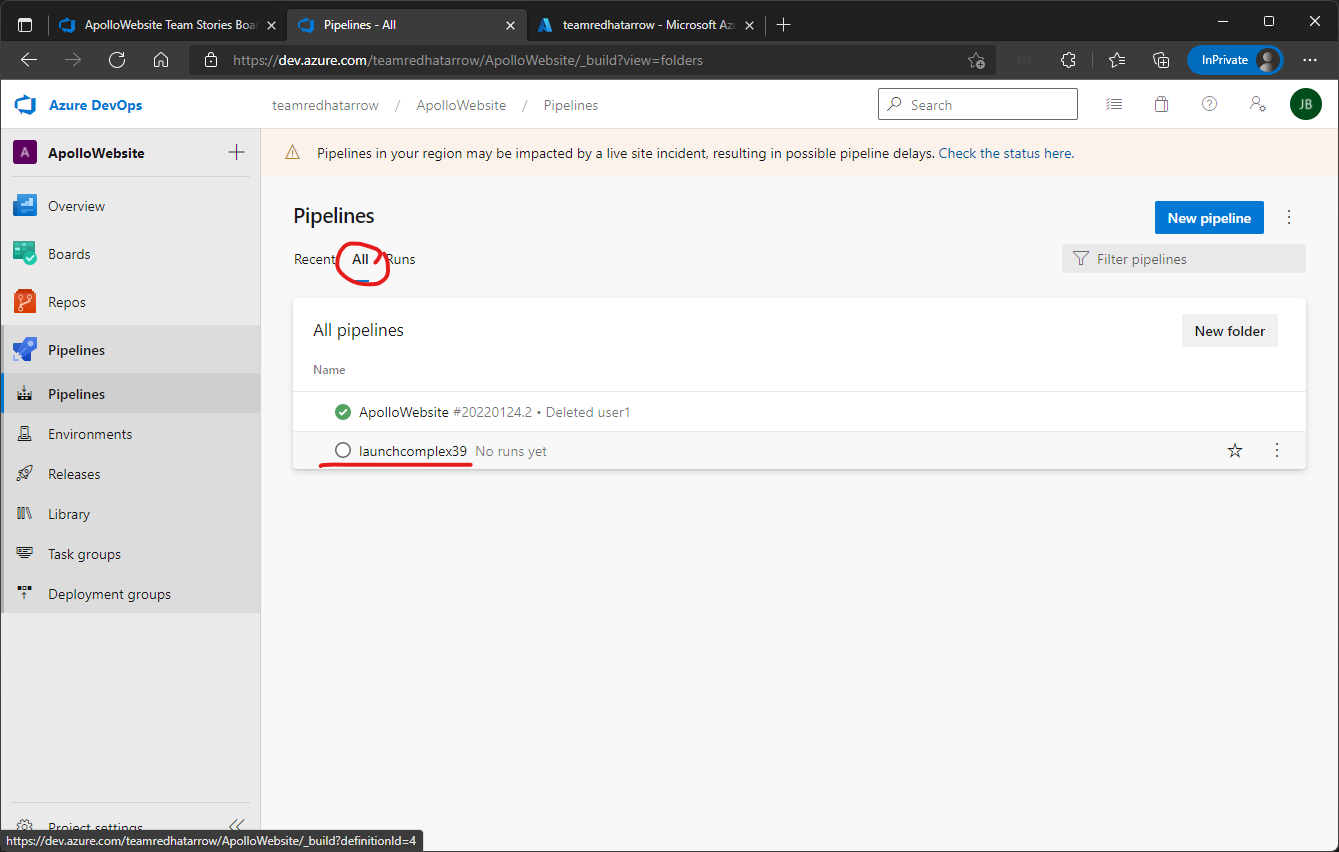 ApolloWebsite Team Stories Boa
Pipelines - All
teamredhatarrow - Microsoft Azu
https://dev.azure.com/teamredhatarrow/ApolloWebsite/_build?view=folders
InPrivate
Azure DevOps
teamredhatarrow / ApolloWebsite / Pipelines
Search
JB
A ApolloWebsite
Pipelines in your region may be impacted by a live site incident, resulting in possible pipeline delays. Check the status here.
Overview
Boards
Repos
Pipelines
Pipelines
Environments
Releases
Library
Task groups
Deployment groups
Project settings
Pipelines
New pipeline
Recent All Runs
Filter pipelines
All pipelines
New folder
Name
ApolloWebsite #20220124.2 • Deleted user1
launchcomplex39 No runs yet
https://dev.azure.com/teamredhatarrow/ApolloWebsite/_build?definitionId=4